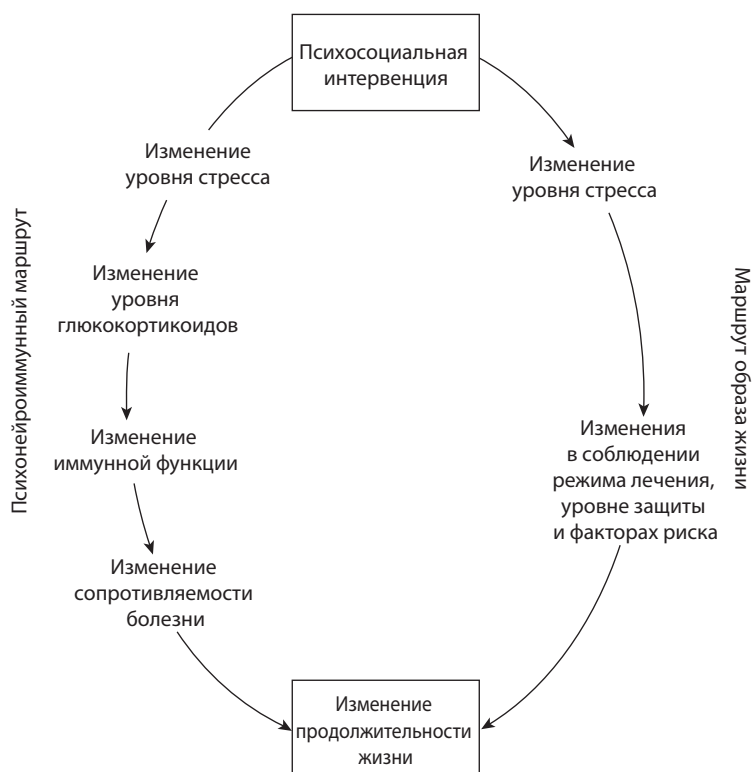 Психосоциальная
интервенция
Изменение
уровня стресса
Изменение
уровня
глюкокортикоидов
Изменение
иммунной функции
Изменение
сопротивляемости
болезни
Психонейроиммунный маршрут
Изменение
уровня стресса
Изменения
в соблюдении
режима лечения,
уровне защиты
и факторах риска
Маршрут образа жизни
Изменение
продолжительности
жизни